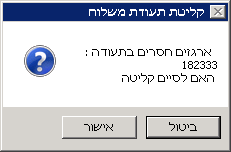 קליטת תעודת משלוח
ארגזים חסרים בתעודה :
182333
האם לסיים קליטה
אישור
ביטול